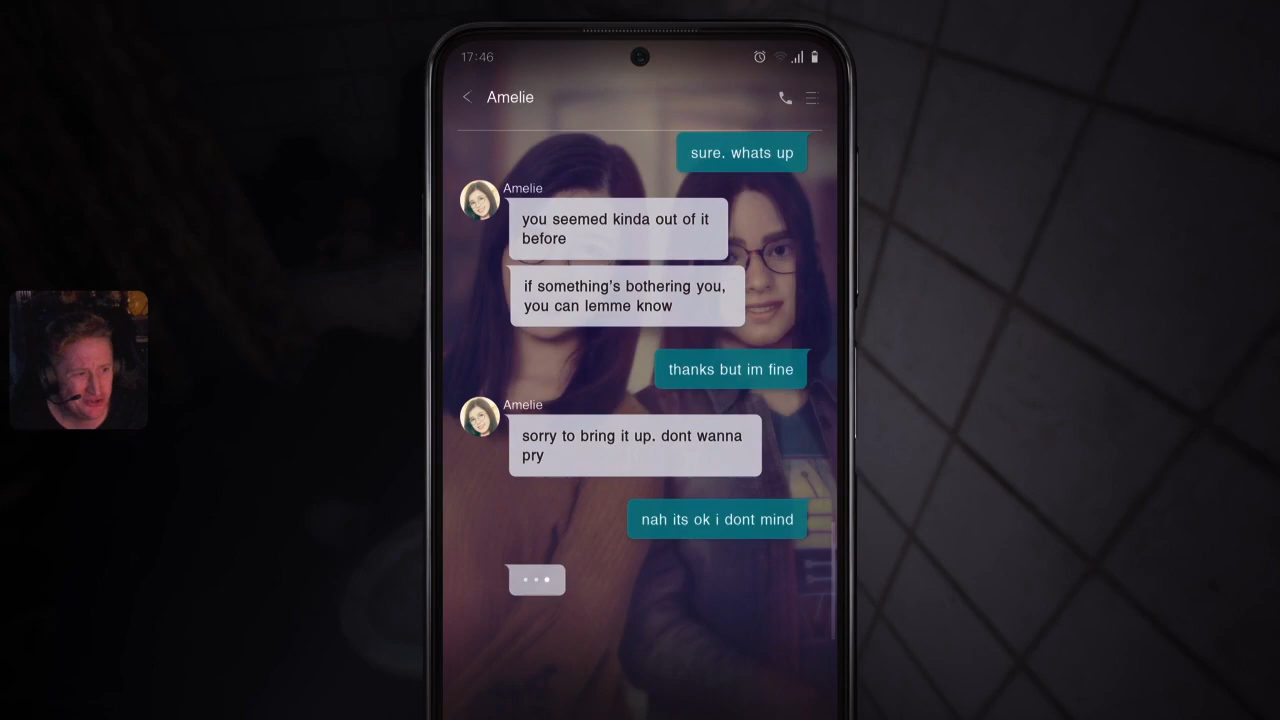 17:46
Amelie
sure. whats up
Amelie
you seemed kinda out of it
before
if something's bothering you,
you can lemme know
thanks but im fine
Amelie
sorry to bring it up. dont wanna
pry
nah its ok i dont mind